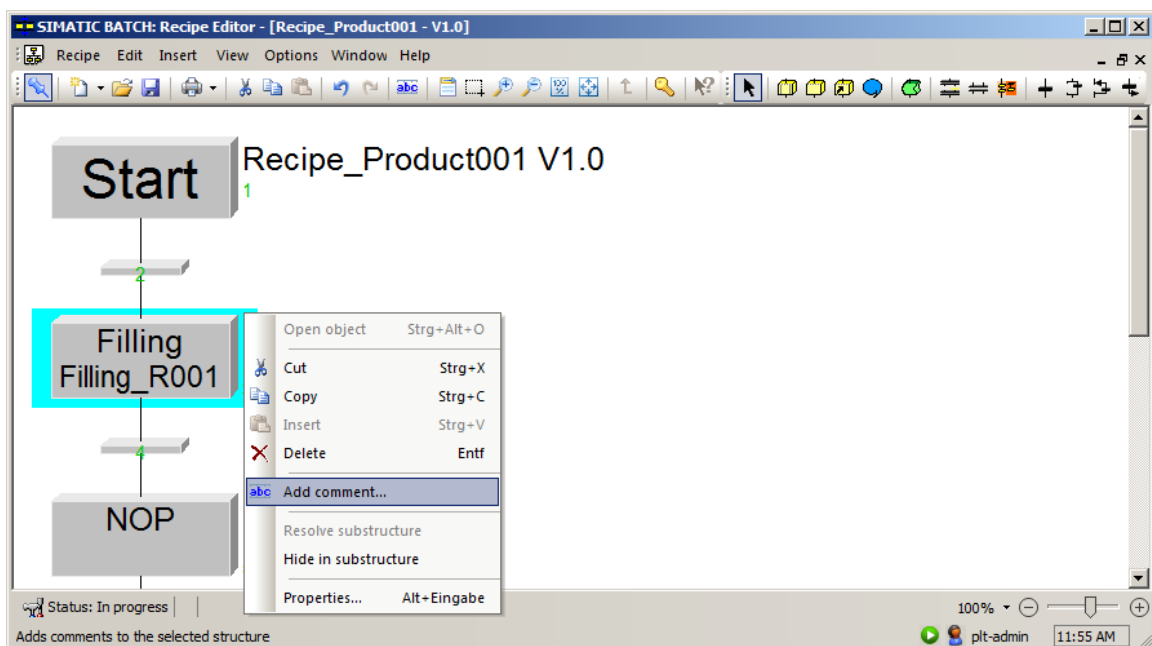 SIMATIC BATCH: Recipe Editor - [Recipe_Product001 - V1.0]
Recipe Edit Insert View Options Window Help
abc
Start
Recipe_Product001 V1.0
1
2
Filling
Filling_R001
4
NOP
Open object Strg+Alt+O
Cut Strg+X
Copy Strg+C
Insert Strg+V
Delete Entf
abc Add comment...
Resolve substructure
Hide in substructure
Properties... Alt+Eingabe
Status: In progress
100%
Adds comments to the selected structure
plt-admin 11:55 AM